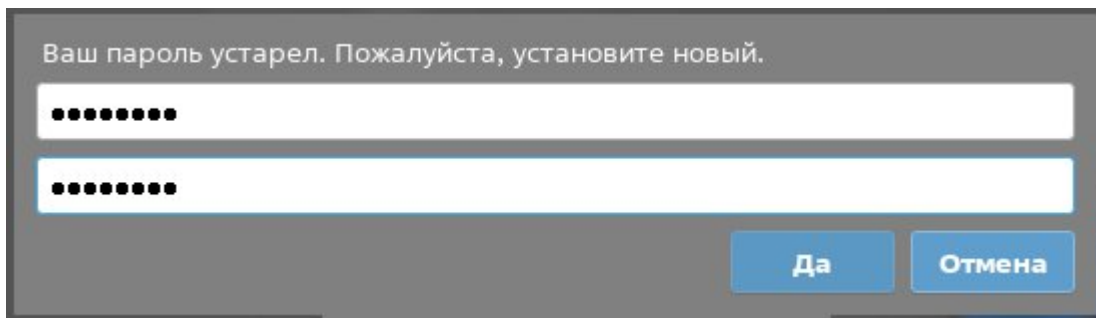 Ваш пароль устарел. Пожалуйста, установите новый.
••••••••
••••••••
Да
Отмена